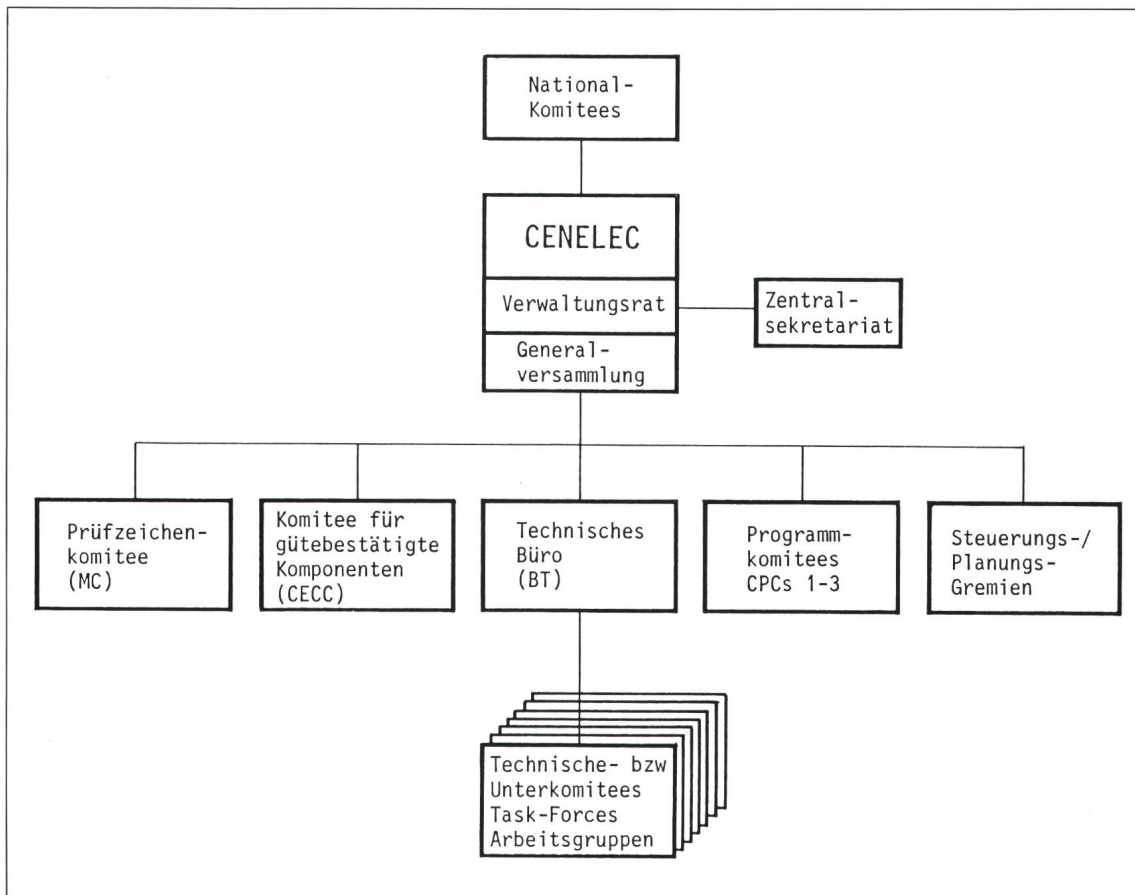 National-
Komitees
CENELEC
Verwaltungsrat
General-
versammlung
Zentral-
sekretariat
Prüfzeichen-
komitee
(MC)
Komitee für
gütebestätigte
Komponenten
(CECC)
Technisches
Büro
(BT)
Programm-
komitees
CPCs 1-3
Steuerungs-/
Planungs-
Gremien
Technische- bzw
Unterkomitees
Task-Forces
Arbeitsgruppen